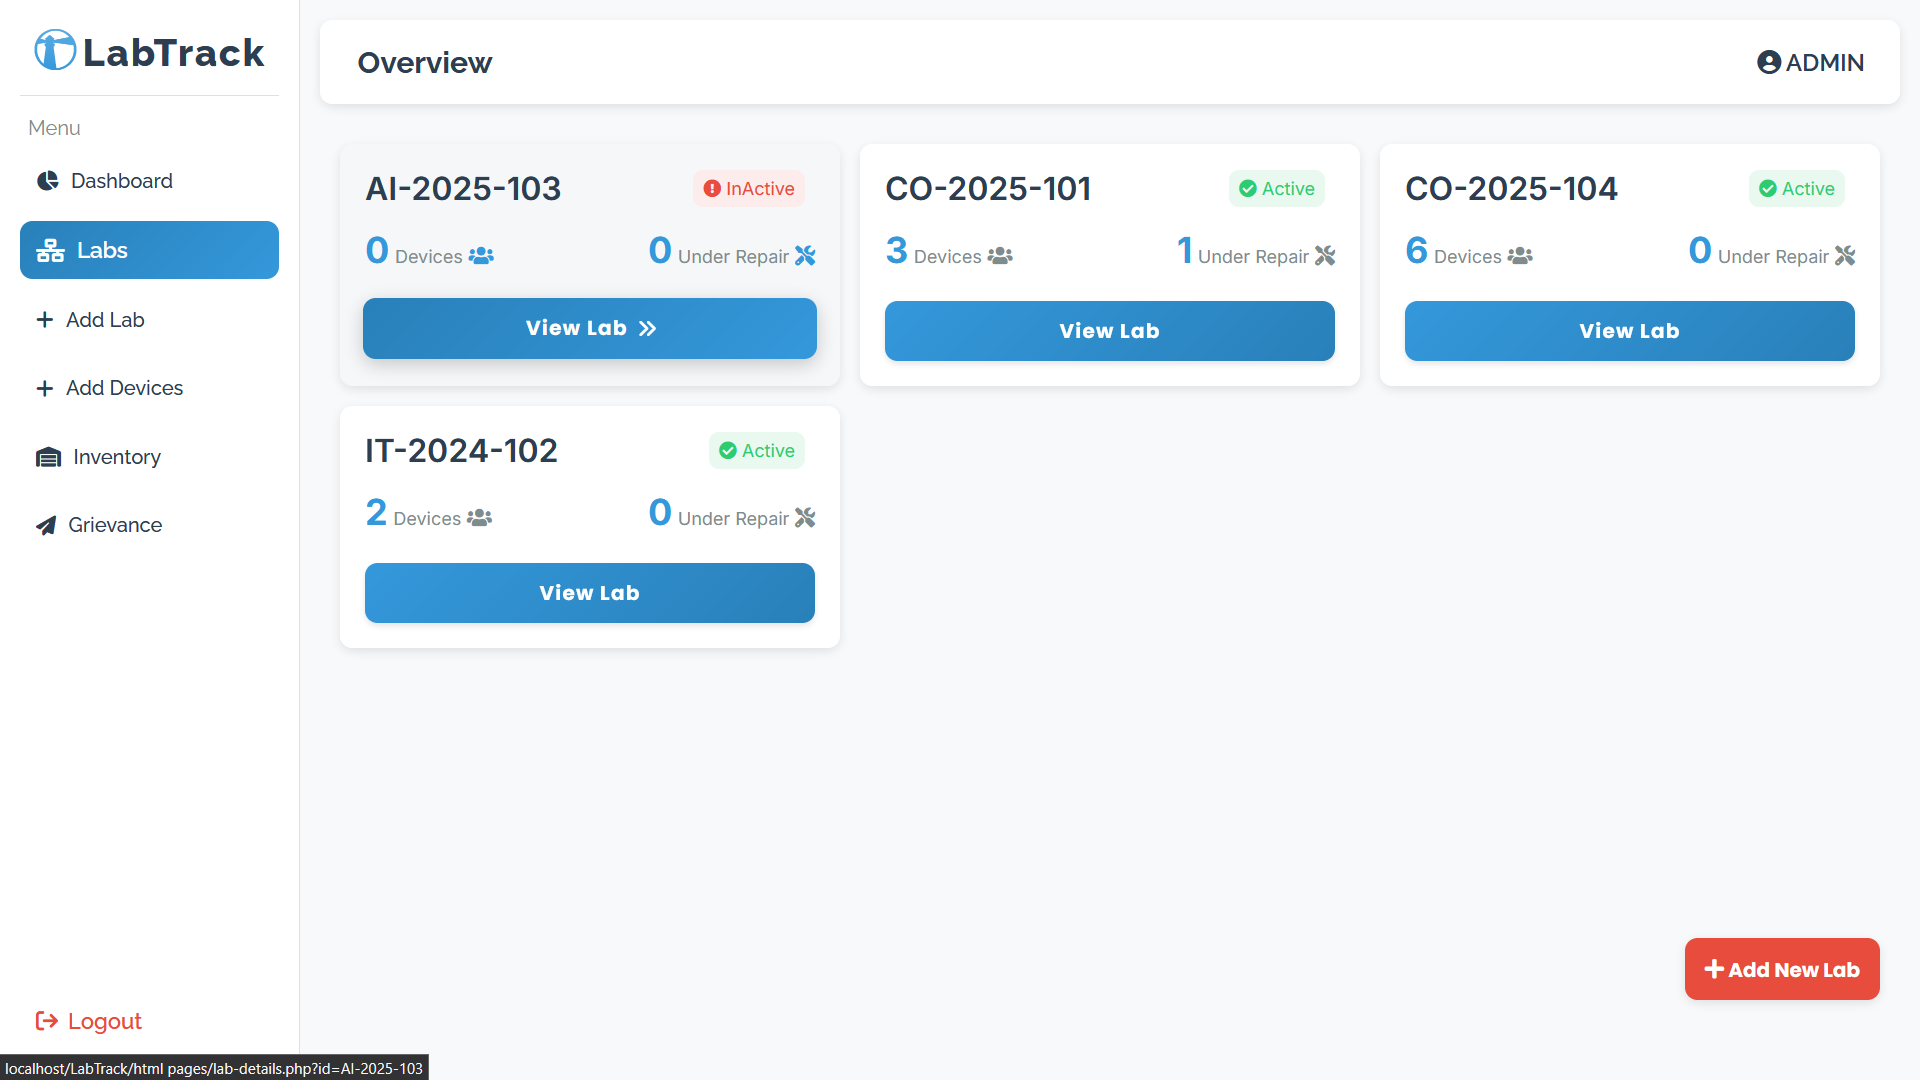 LabTrack
Menu
Dashboard
Labs
Add Lab
Add Devices
Inventory
Grievance
Logout
Overview
ADMIN
AI-2025-103
InActive
0 Devices
0 Under Repair
View Lab
CO-2025-101
Active
3 Devices
1 Under Repair
View Lab
CO-2025-104
Active
6 Devices
0 Under Repair
View Lab
IT-2024-102
Active
2 Devices
0 Under Repair
View Lab
Add New Lab
localhost/LabTrack/html pages/lab-details.php?id=AI-2025-103